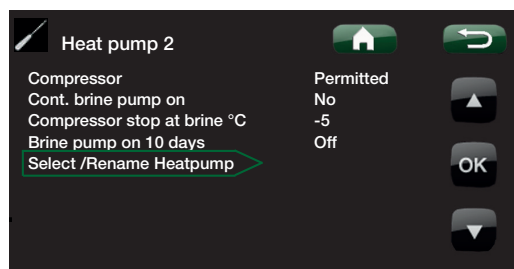 Heat pump 2
Compressor Permitted
Cont. brine pump on No
Compressor stop at brine °C -5
Brine pump on 10 days Off
Select /Rename Heatpump
OK